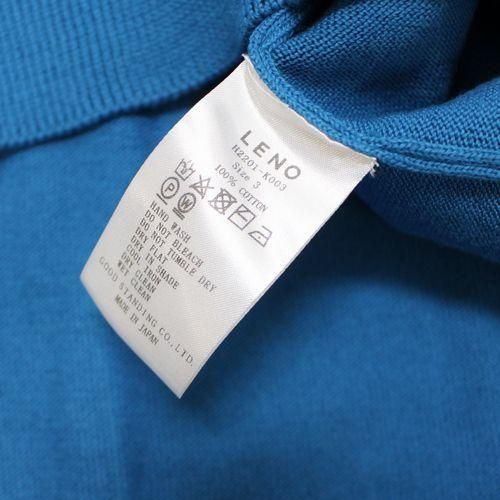 LENO
H2201-K003
Size 3
100% COTTON
P W
HAND WASH
DO NOT BLEACH
DO NOT TUMBLE DRY
DRY FLAT
DRY IN SHADE
COOL IRON
DRY CLEAN
WET CLEAN
GOOD STANDING CO.,LTD.
MADE IN JAPAN